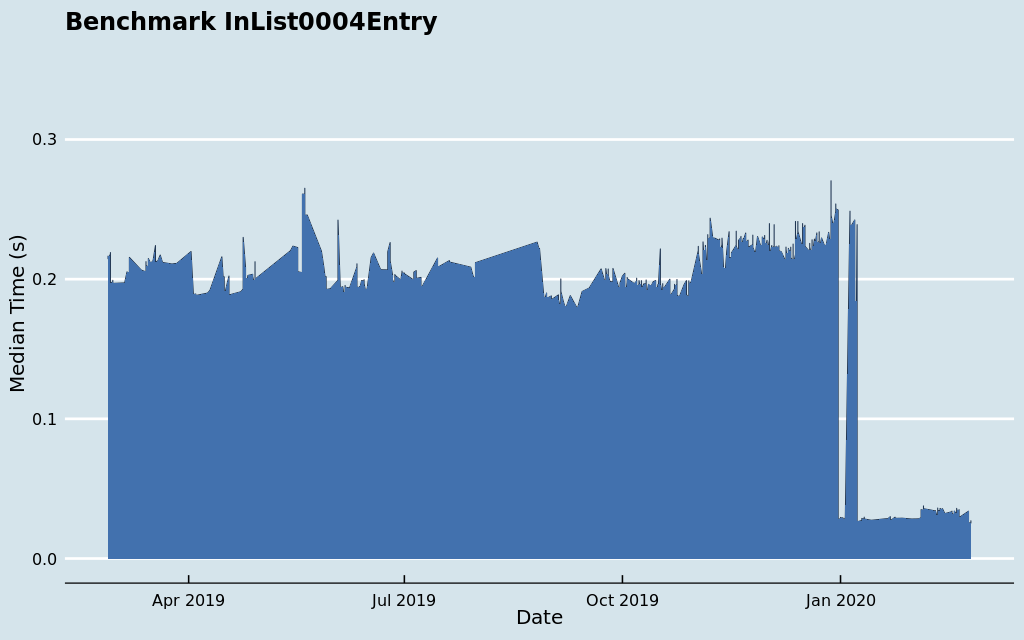 Benchmark InList0004Entry
0.3
0.2
0.1
0.0
Median Time (s)
Apr 2019
Jul 2019
Oct 2019
Jan 2020
Date